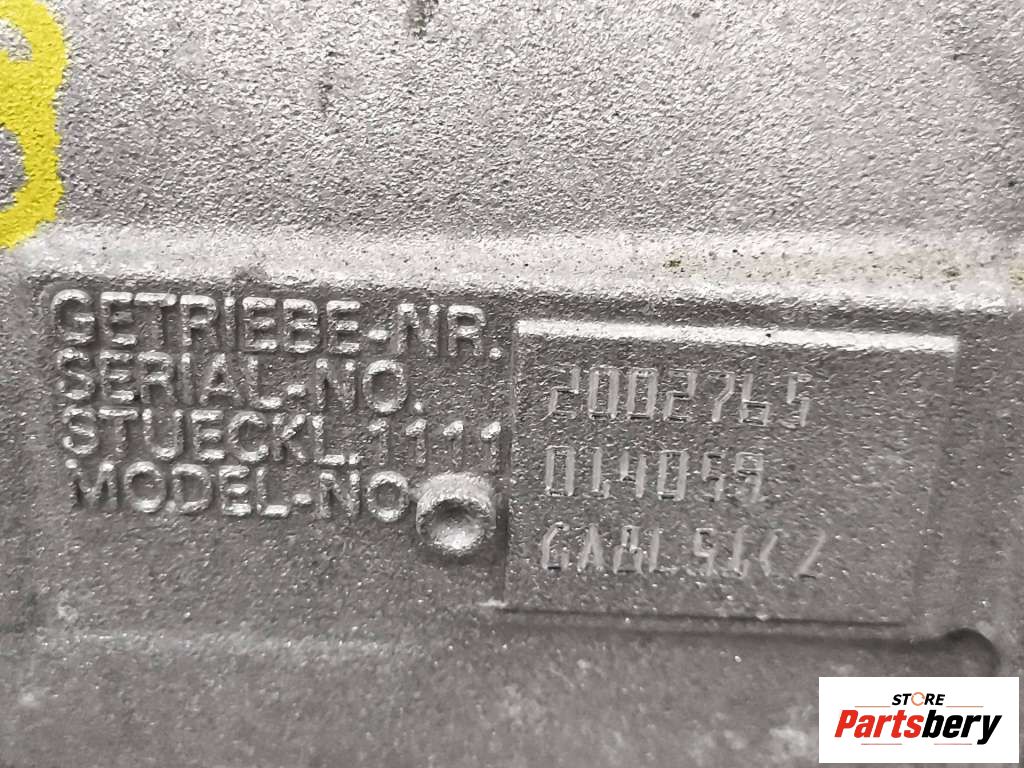 GETRIEBE-NR.
SERIAL-NO.
STUECKL.1111
MODEL-NO
2002765
014059
STORE
Partsbery